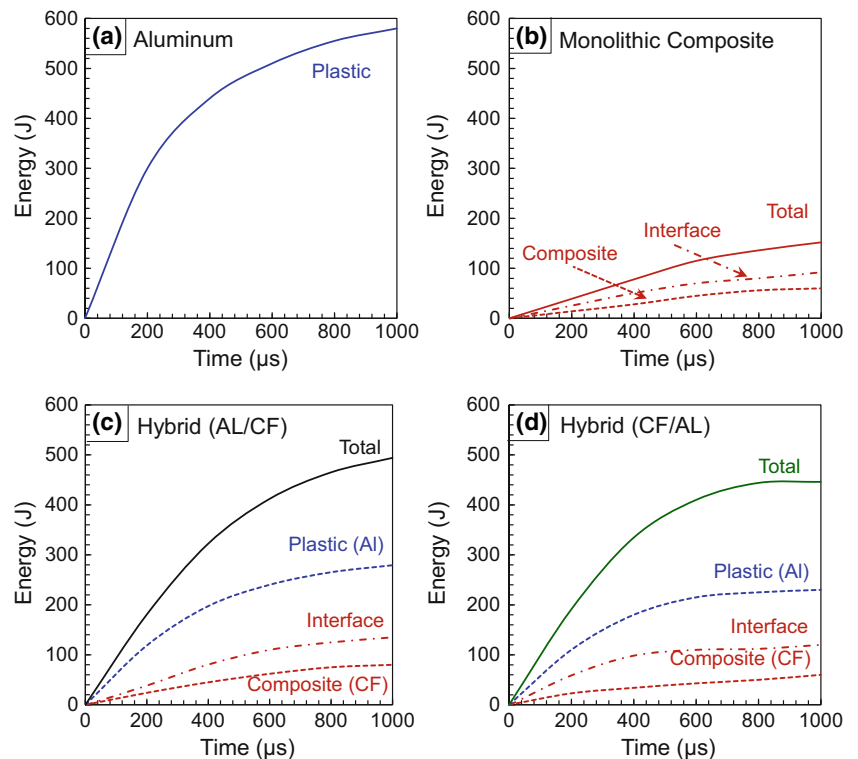 (a) Aluminum
Plastic
Energy (J)
600
500
400
300
200
100
0
0 200 400 600 800 1000
Time (µs)
(b) Monolithic Composite
Total
Interface
Composite
Energy (J)
600
500
400
300
200
100
0
0 200 400 600 800 1000
Time (µs)
(c) Hybrid (AL/CF)
Total
Plastic (Al)
Interface
Composite (CF)
Energy (J)
600
500
400
300
200
100
0
0 200 400 600 800 1000
Time (µs)
(d) Hybrid (CF/AL)
Total
Plastic (Al)
Interface
Composite (CF)
Energy (J)
600
500
400
300
200
100
0
0 200 400 600 800 1000
Time (µs)